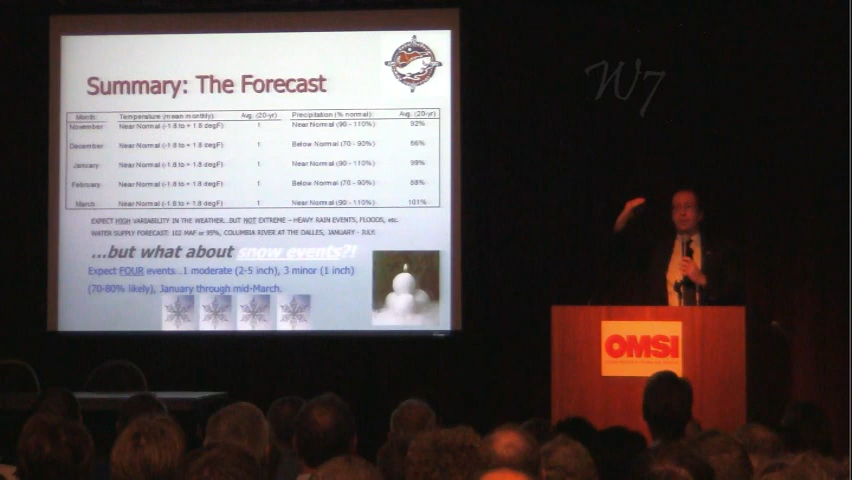 Summary: The Forecast
Month: Temperature (mean monthly): Avg. (20-yr) Precipitation (% normal): Avg. (20-yr)
November Near Normal (-1.8 to + 1.8 degF) 1 Near Normal (90 - 110%) 92%
December Near Normal (-1.8 to + 1.8 degF) 1 Below Normal (70 - 90%) 66%
January Near Normal (-1.8 to + 1.8 degF) 1 Near Normal (90 - 110%) 99%
February Near Normal (-1.8 to + 1.8 degF) 1 Below Normal (70 - 90%) 88%
March Near Normal (-1.8 to + 1.8 degF) 1 Near Normal (90 - 110%) 101%
EXPECT HIGH VARIABILITY IN THE WEATHER...BUT NOT EXTREME – HEAVY RAIN EVENTS, FLOODS, etc.
WATER SUPPLY FORECAST: 102 MAF or 95%, COLUMBIA RIVER AT THE DALLES, JANUARY - JULY.
...but what about snow events?!
Expect FOUR events...1 moderate (2-5 inch), 3 minor (1 inch)
(70-80% likely), January through mid-March.
W7
OMSI